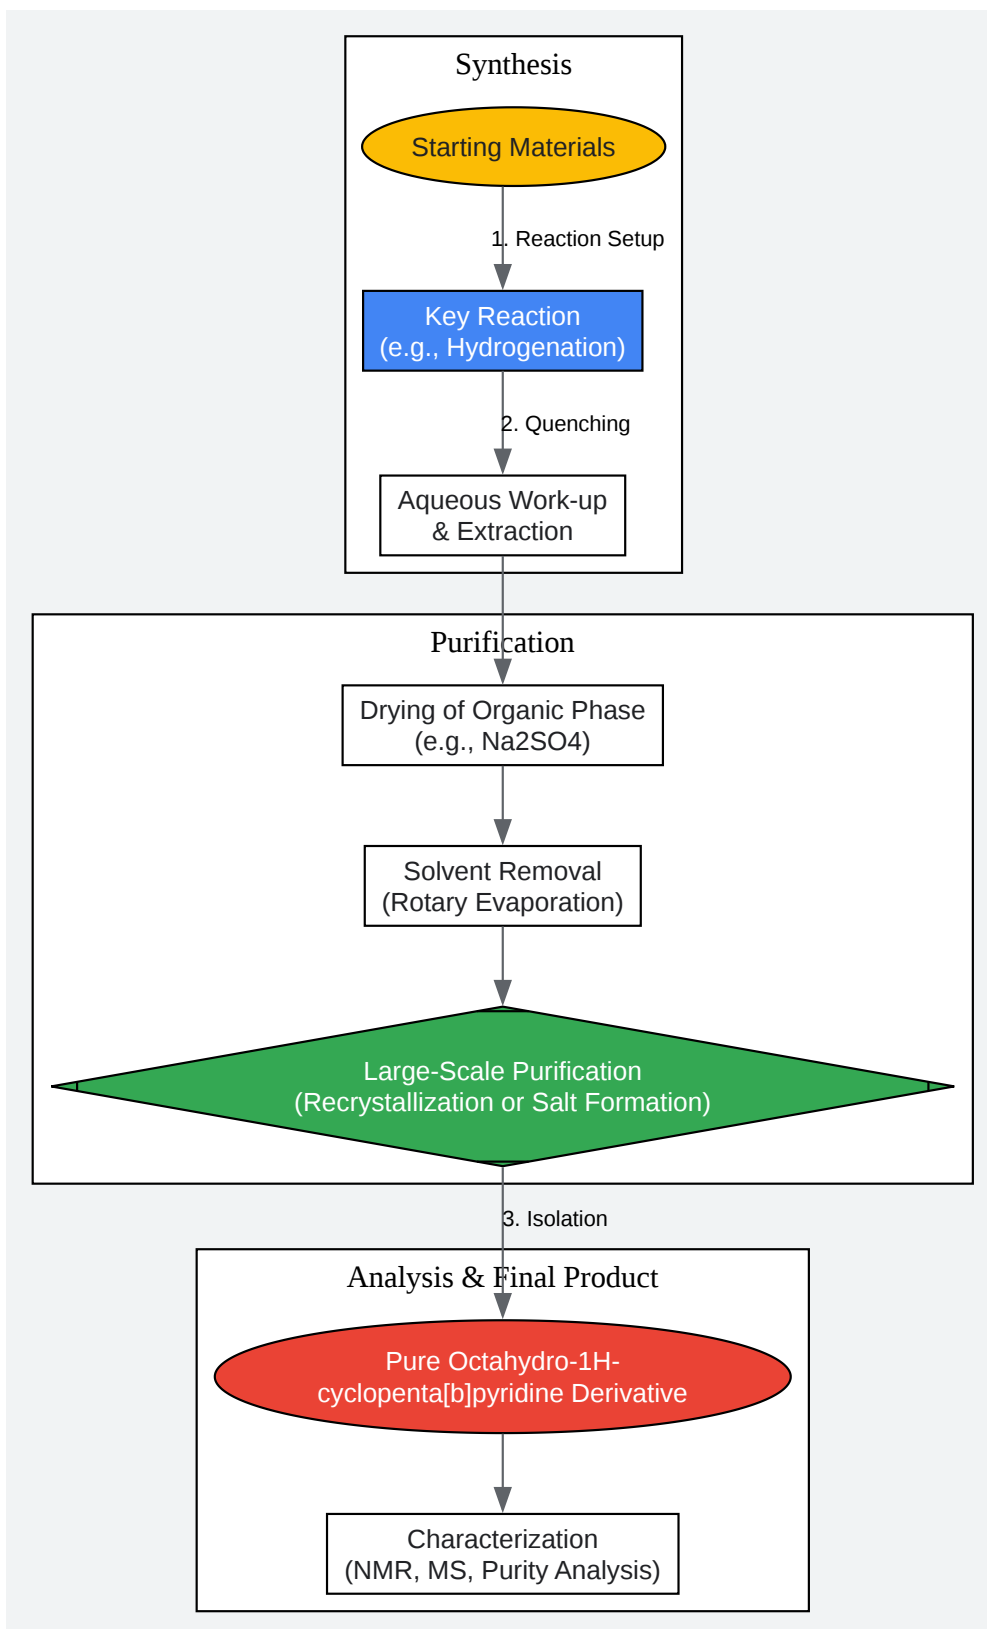 Synthesis
Starting Materials
1. Reaction Setup
Key Reaction
(e.g., Hydrogenation)
2. Quenching
Aqueous Work-up
& Extraction
Purification
Drying of Organic Phase
(e.g., Na2SO4)
Solvent Removal
(Rotary Evaporation)
Large-Scale Purification
(Recrystallization or Salt Formation)
3. Isolation
Analysis & Final Product
Pure Octahydro-1H-
cyclopenta[b]pyridine Derivative
Characterization
(NMR, MS, Purity Analysis)